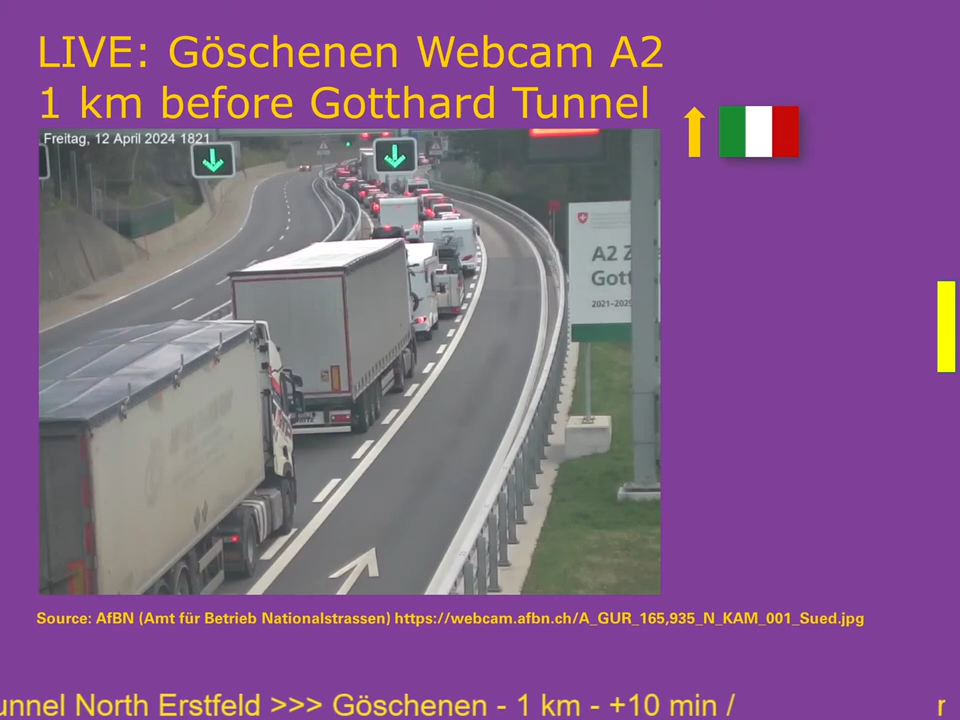 LIVE: Göschenen Webcam A2
1 km before Gotthard Tunnel
Freitag, 12 April 2024 1821
A2
Gott
2021-2029
Source: AfBN (Amt für Betrieb Nationalstrassen) https://webcam.afbn.ch/A_GUR_165,935_N_KAM_001_Sued.jpg
unnel North Erstfeld >>> Göschenen - 1 km - +10 min /
r